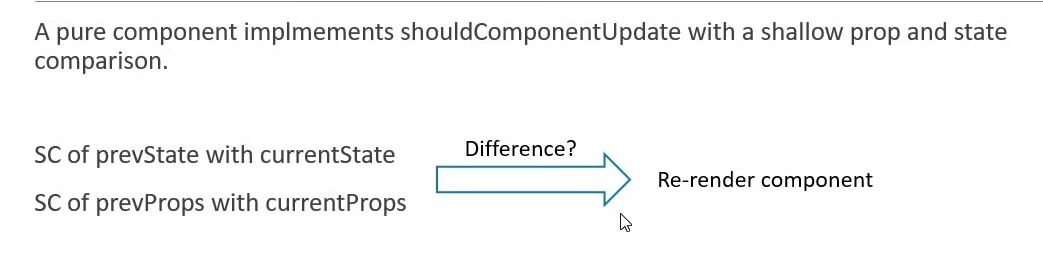 A pure component implmements shouldComponentUpdate with a shallow prop and state
comparison.
SC of prevState with currentState
SC of prevProps with currentProps
Difference?
Re-render component